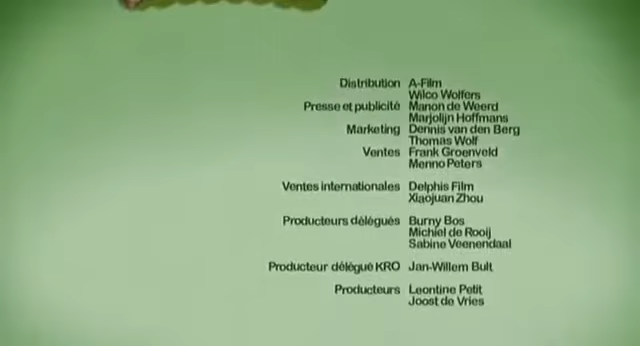 Distribution A-Film
Wilco Wolfers
Presse et publicité Manon de Weerd
Marjolijn Hoffmans
Marketing Dennis van den Berg
Thomas Wolf
Ventes Frank Groenveld
Menno Peters
Ventes internationales Delphis Film
Xiaojuan Zhou
Producteurs délégués Burny Bos
Michiel de Rooij
Sabine Veenendaal
Producteur délégué KRO Jan-Willem Bult
Producteurs Leontine Petit
Joost de Vries